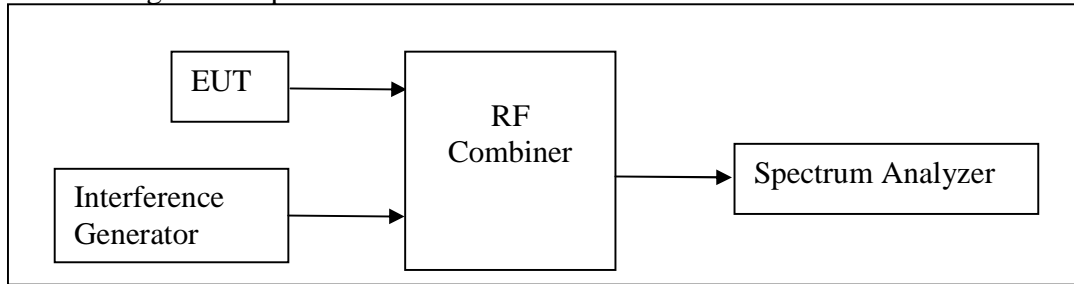 EUT
RF
Combiner
Spectrum Analyzer
Interference
Generator